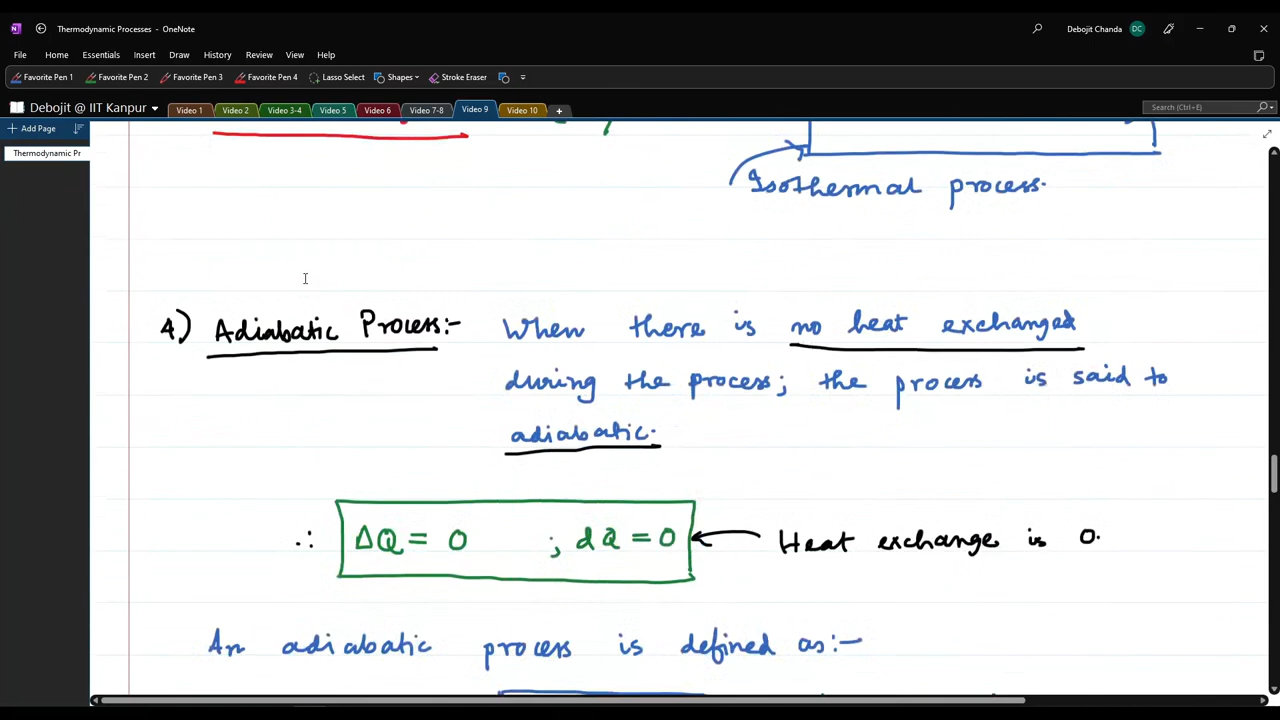 Thermodynamic Processes - OneNote
Debojit Chanda DC
File Home Essentials Insert Draw History Review View Help
Favorite Pen 1 Favorite Pen 2 Favorite Pen 3 Favorite Pen 4 Lasso Select Shapes Stroke Eraser
Debojit @ IIT Kanpur Video 1 Video 2 Video 3-4 Video 5 Video 6 Video 7-8 Video 9 Video 10 + Search (Ctrl+E)
+ Add Page
Thermodynamic Pr
Isothermal process.
4) Adiabatic Process:- When there is no heat exchanged
during the process; the process is said to
adiabatic.
∴ ΔQ = 0 ; dQ = 0 ← Heat exchange is 0.
An adiabatic process is defined as:-